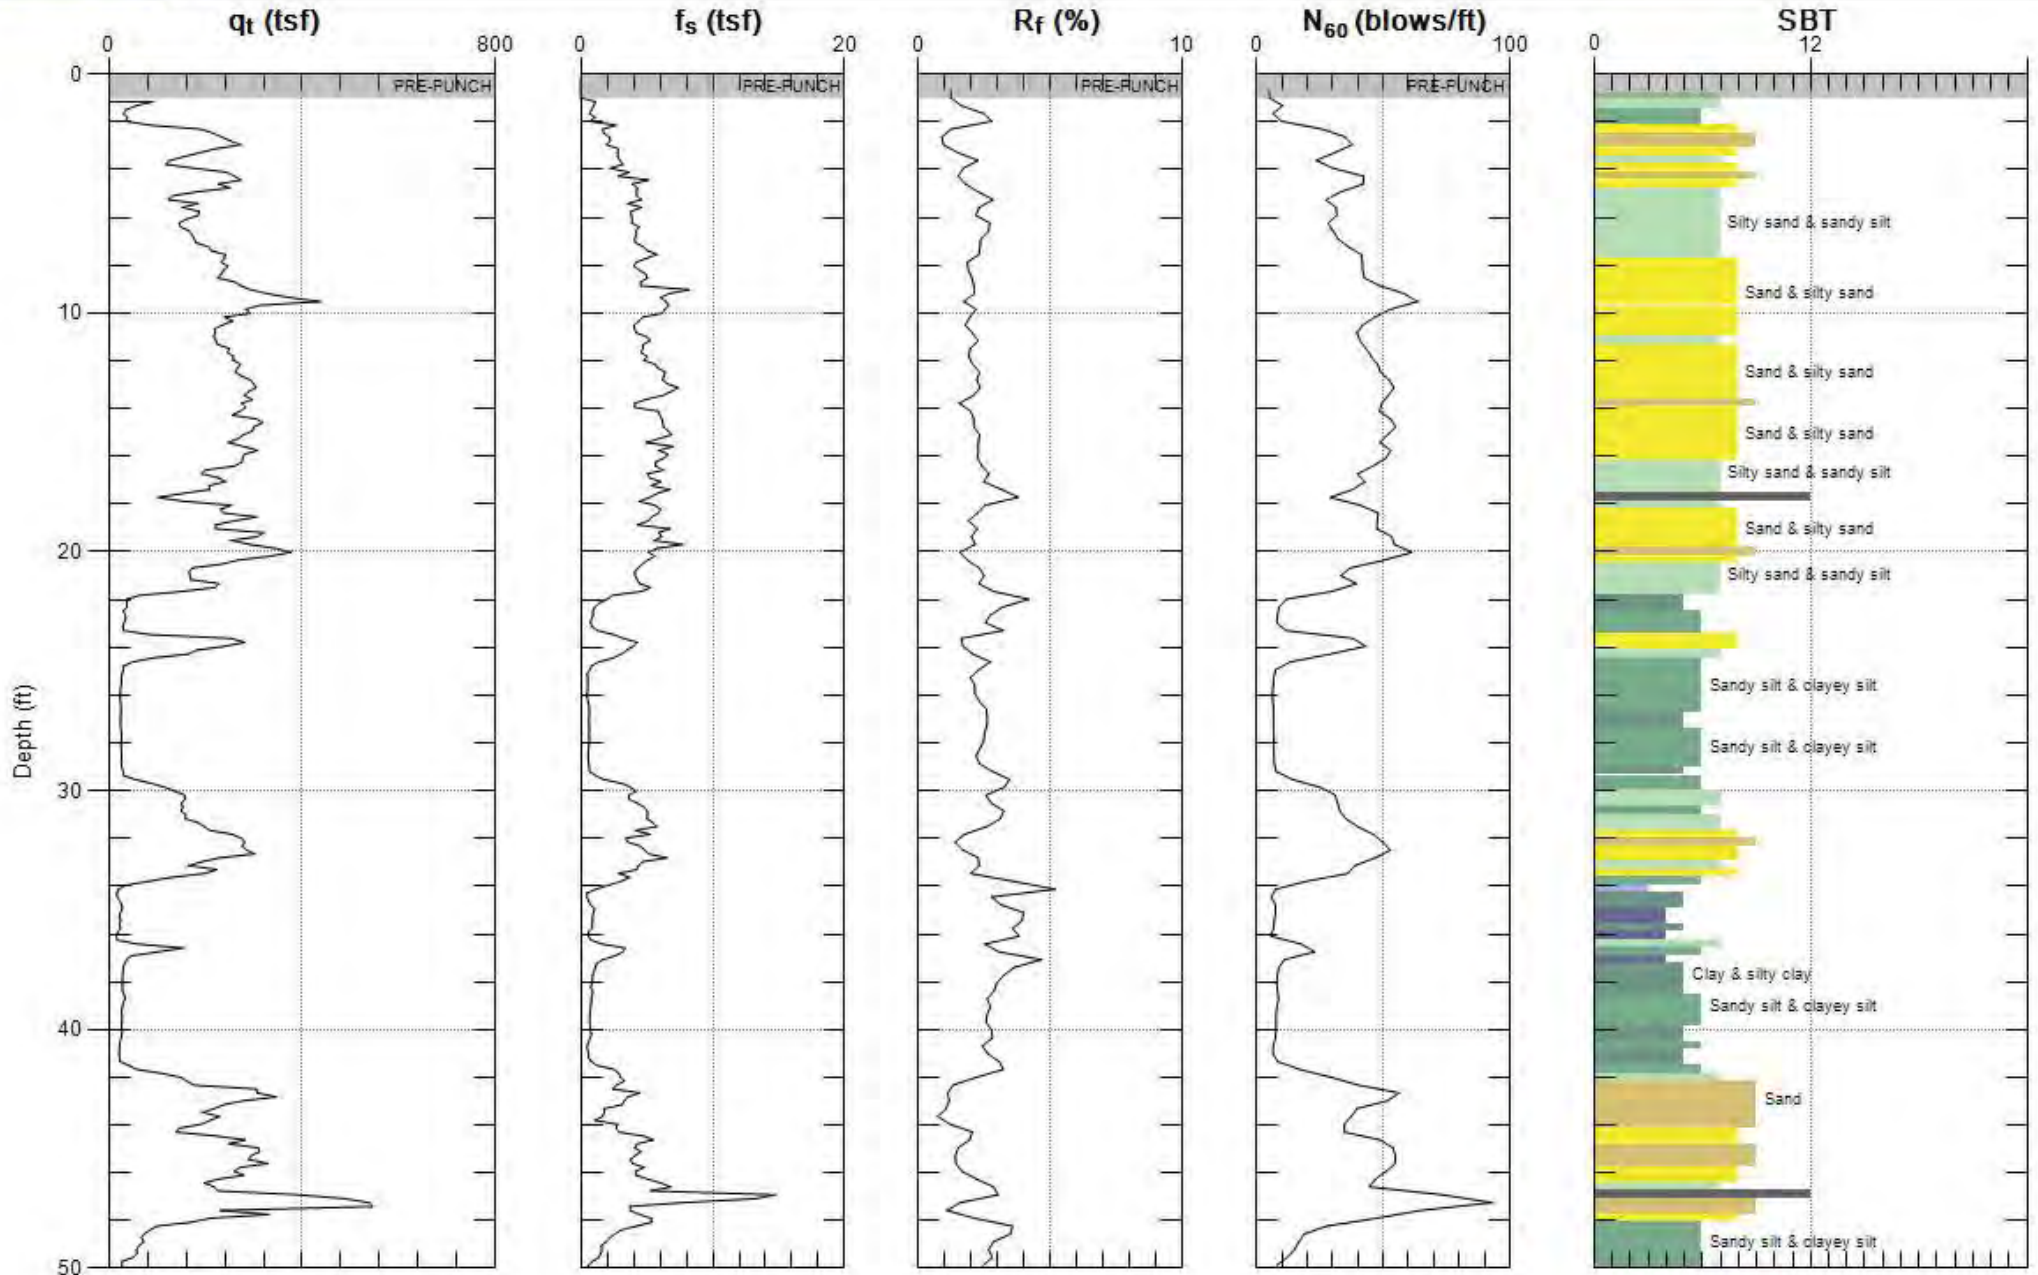 qt (tsf) fs (tsf) Rf (%) N60 (blows/ft) SBT
0 800 0 20 0 10 0 100 0 12
0 PRE-PUNCH PRE-PUNCH PRE-PUNCH PRE-PUNCH
Silty sand & sandy silt
Sand & silty sand
10
Sand & silty sand
Sand & silty sand
Silty sand & sandy silt
Sand & silty sand
20
Silty sand & sandy silt
Sandy silt & clayey silt
Depth (ft)
Sandy silt & clayey silt
30
Clay & silty clay
Sandy silt & clayey silt
40
Sand
Sandy silt & clayey silt
50